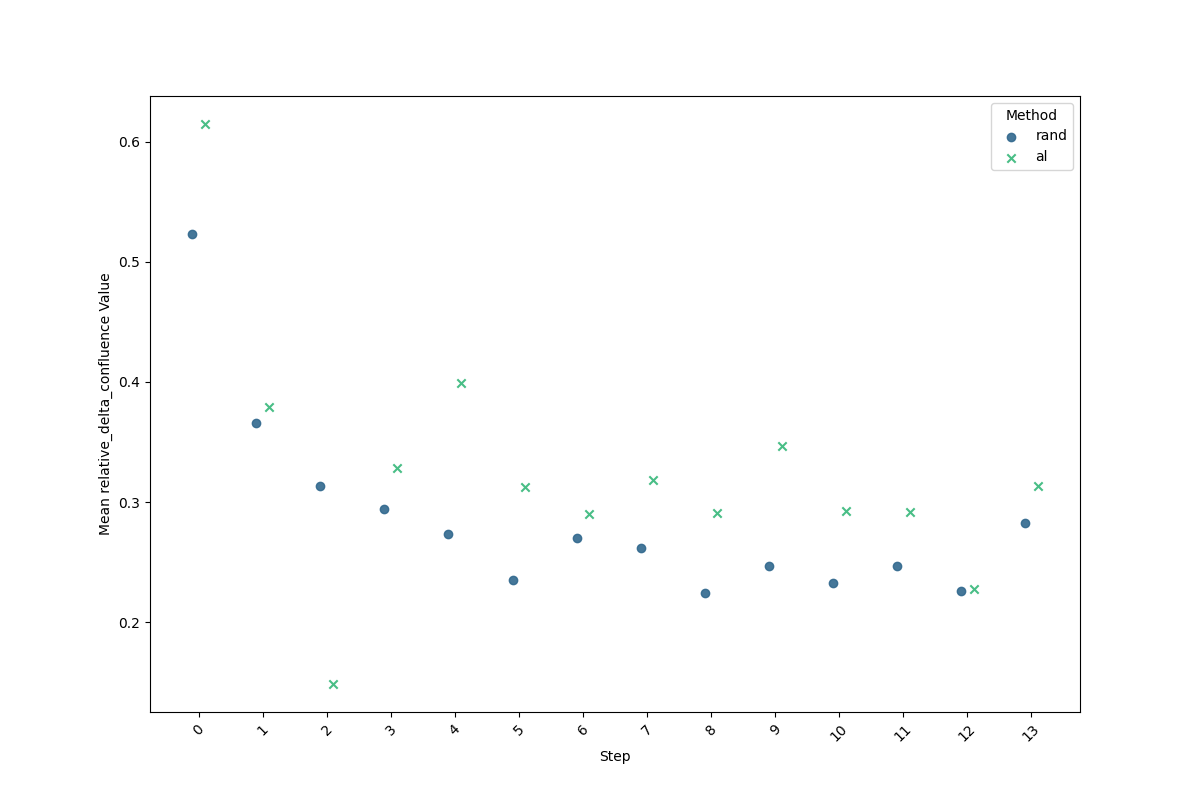 Method
rand
al
0.6
0.5
0.4
0.3
0.2
Mean relative_delta_confluence Value
0 1 2 3 4 5 6 7 8 9 10 11 12 13
Step